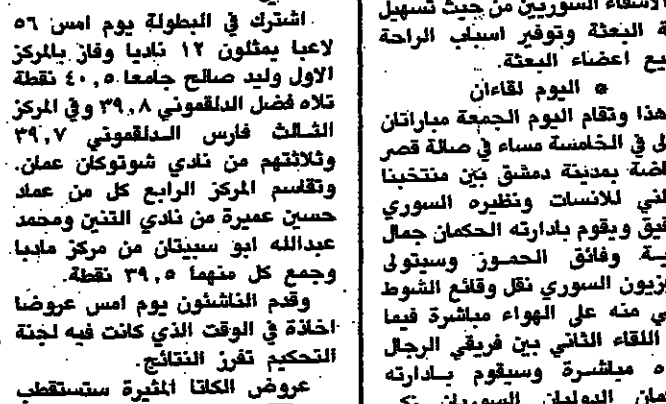 الاشقاء السوريين من حيث تسهيل
البعثة وتوفير اسباب الراحة
اعضاء البعثة.
اليوم لقاءان
هذا وتقام اليوم الجمعة مباراتان
في الخامسة مساء في صالة قصر
بمدينة دمشق بين منتخبنا
للانسات ونظيره السوري
ويقوم بادارته الحكمان جمال
وفائق الحموز وسيتولى
السوري نقل وقائع الشوط
منه على الهواء مباشرة فيما
اللقاء الثاني بين فريقي الرجال
مباشرة وسيقوم بادارته
الدوليان السوريان
اشترك في البطولة يوم امس ٥٦
لاعبا يمثلون ١٢ ناديا وفاز بالمركز
الاول وليد صالح جامعا ٤٠,٥ نقطة
تلاه فضل الدلقموني ٣٩,٨ وفي المركز
الثالث فارس الدلقموني ٣٩,٧
وثلاثتهم من نادي شوتوكان عمان.
وتقاسم المركز الرابع كل من عماد
حسين عميرة من نادي التنين ومحمد
عبدالله ابو سبيتان من مركز مادبا
وجمع كل منهما ٣٩,٥ نقطة.
وقدم الناشئون يوم امس عروضا
اخاذة في الوقت الذي كانت فيه لجنة
التحكيم تفرز النتائج.
عروض الكاتا المثيرة ستستقطب